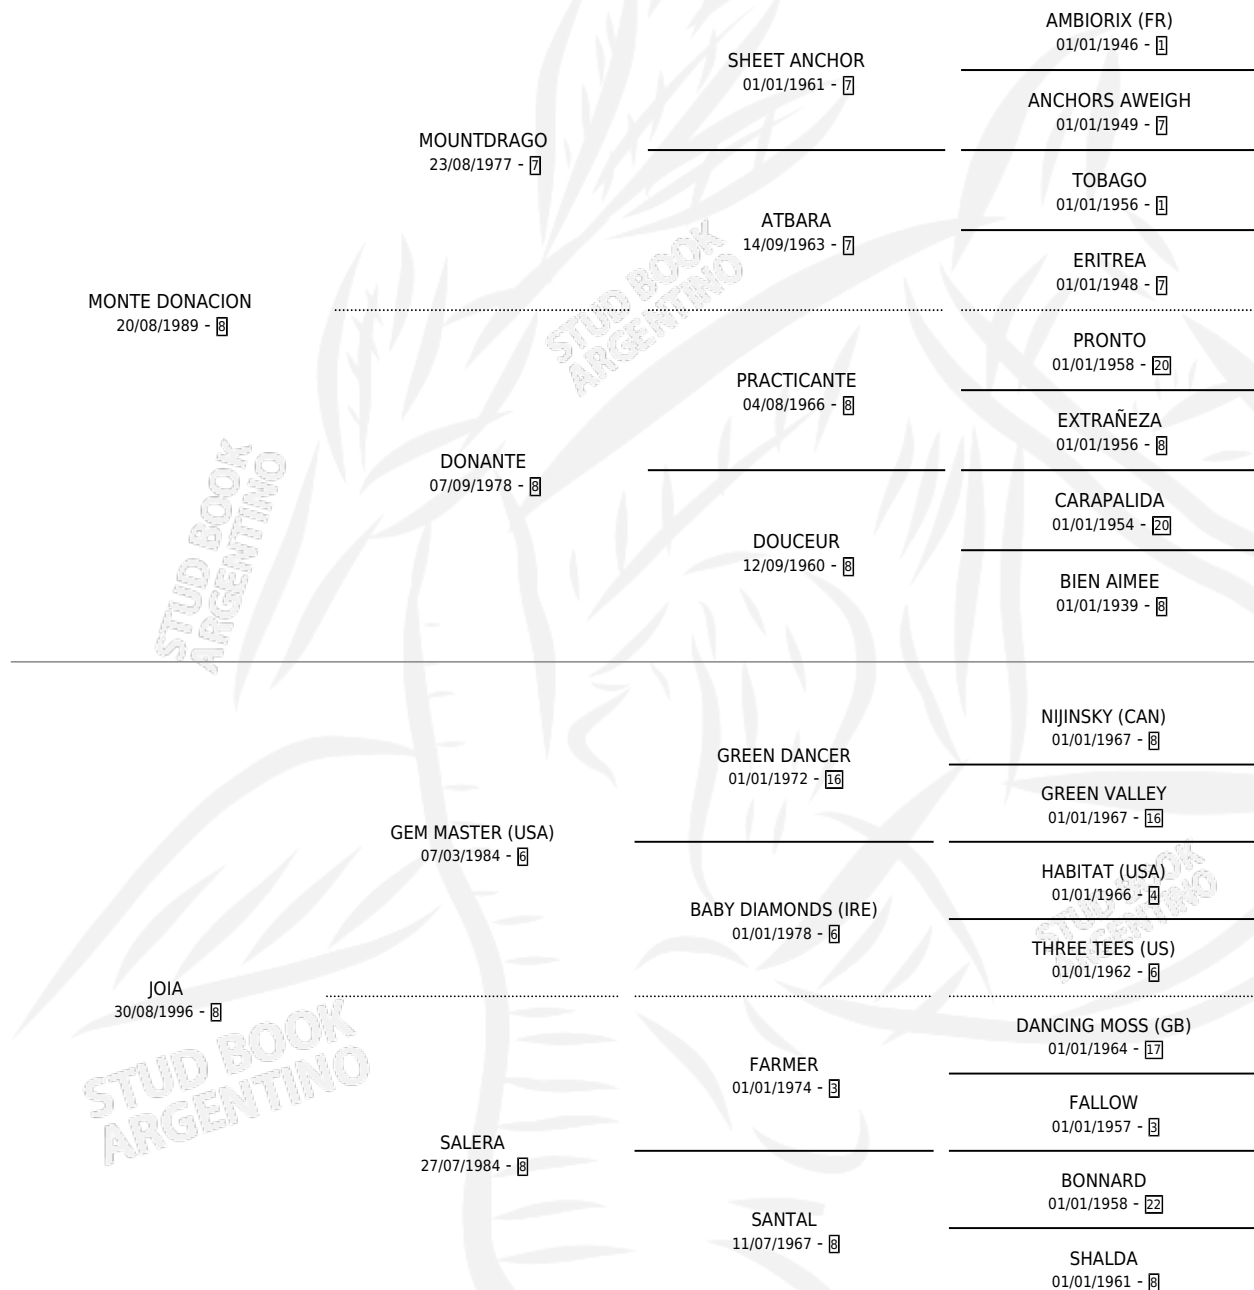 AMBIORIX (FR)
01/01/1946 - 1
SHEET ANCHOR
01/01/1961 - 7
ANCHORS AWEIGH
01/01/1949 - 7
MOUNTDRAGO
23/08/1977 - 7
TOBAGO
01/01/1956 - 1
ATBARA
14/09/1963 - 7
ERITREA
01/01/1948 - 7
MONTE DONACION
20/08/1989 - 8
PRONTO
01/01/1958 - 20
PRACTICANTE
04/08/1966 - 8
EXTRAÑEZA
01/01/1956 - 8
DONANTE
07/09/1978 - 8
CARAPALIDA
01/01/1954 - 20
DOUCEUR
12/09/1960 - 8
BIEN AIMEE
01/01/1939 - 8
NIJINSKY (CAN)
01/01/1967 - 8
GREEN DANCER
01/01/1972 - 16
GREEN VALLEY
01/01/1967 - 16
GEM MASTER (USA)
07/03/1984 - 6
HABITAT (USA)
01/01/1966 - 4
BABY DIAMONDS (IRE)
01/01/1978 - 6
THREE TEES (US)
01/01/1962 - 6
JOIA
30/08/1996 - 8
DANCING MOSS (GB)
01/01/1964 - 17
FARMER
01/01/1974 - 3
FALLOW
01/01/1957 - 3
SALERA
27/07/1984 - 8
BONNARD
01/01/1958 - 22
SANTAL
11/07/1967 - 8
SHALDA
01/01/1961 - 8
STUD BOOK
ARGENTINO
STUD BOOK
ARGENTINO
STUD BOOK
ARGENTINO
STUD BOOK
ARGENTINO